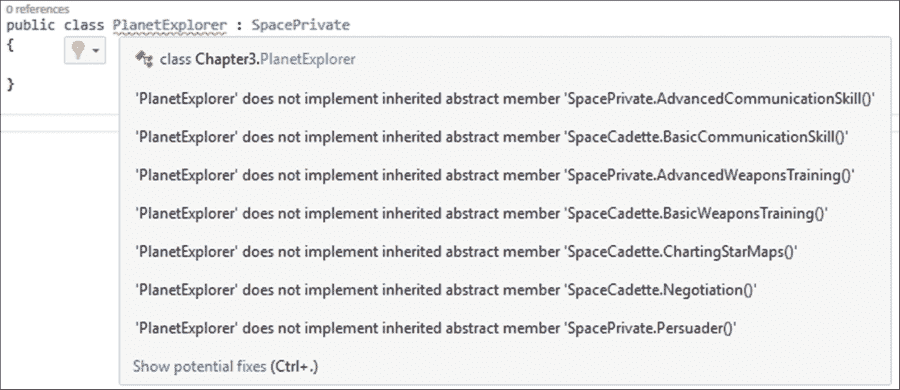 0 references
public class PlanetExplorer : SpacePrivate
{
class Chapter3.PlanetExplorer
}
'PlanetExplorer' does not implement inherited abstract member 'SpacePrivate.AdvancedCommunicationSkill()'
'PlanetExplorer' does not implement inherited abstract member 'SpaceCadette.BasicCommunicationSkill()'
'PlanetExplorer' does not implement inherited abstract member 'SpacePrivate.AdvancedWeaponsTraining()'
'PlanetExplorer' does not implement inherited abstract member 'SpaceCadette.BasicWeaponsTraining()'
'PlanetExplorer' does not implement inherited abstract member 'SpaceCadette.ChartingStarMaps()'
'PlanetExplorer' does not implement inherited abstract member 'SpaceCadette.Negotiation()'
'PlanetExplorer' does not implement inherited abstract member 'SpacePrivate.Persuader()'
Show potential fixes (Ctrl+.)